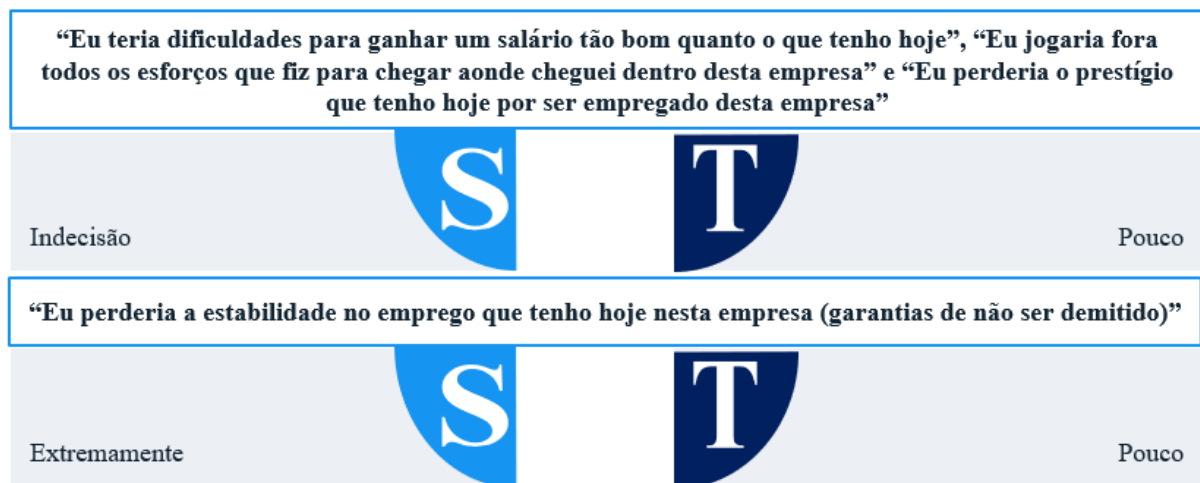 “Eu teria dificuldades para ganhar um salário tão bom quanto o que tenho hoje”, “Eu jogaria fora
todos os esforços que fiz para chegar aonde cheguei dentro desta empresa” e “Eu perderia o prestígio
que tenho hoje por ser empregado desta empresa”
S T
Indecisão Pouco
“Eu perderia a estabilidade no emprego que tenho hoje nesta empresa (garantias de não ser demitido)”
S T
Extremamente Pouco